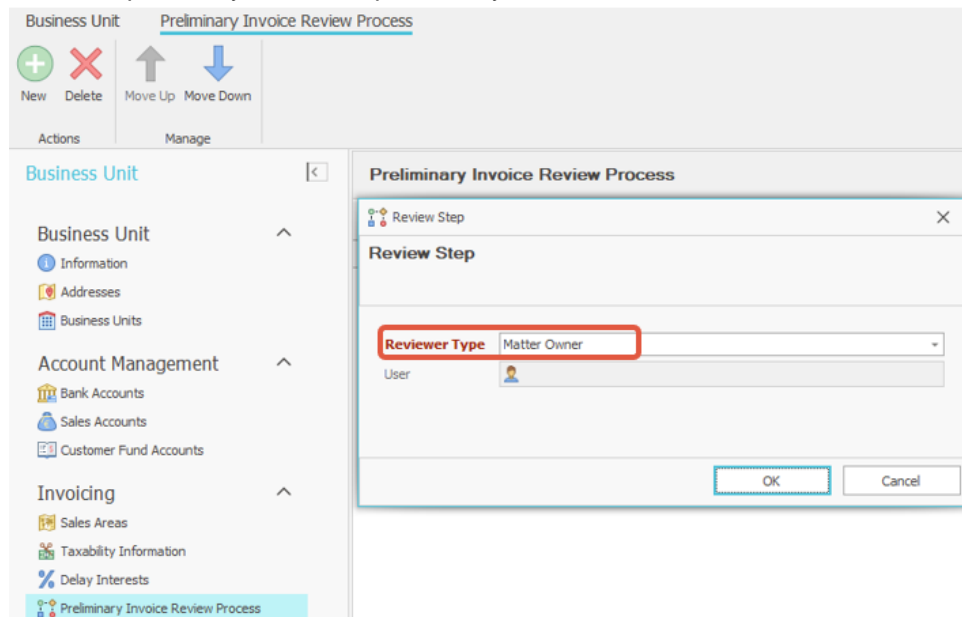 Business Unit Preliminary Invoice Review Process
New Delete Move Up Move Down
Actions Manage
Business Unit
Business Unit
Information
Addresses
Business Units
Account Management
Bank Accounts
Sales Accounts
Customer Fund Accounts
Invoicing
Sales Areas
Taxability Information
Delay Interests
Preliminary Invoice Review Process
Preliminary Invoice Review Process
Review Step
Review Step
Reviewer Type Matter Owner
User
OK Cancel